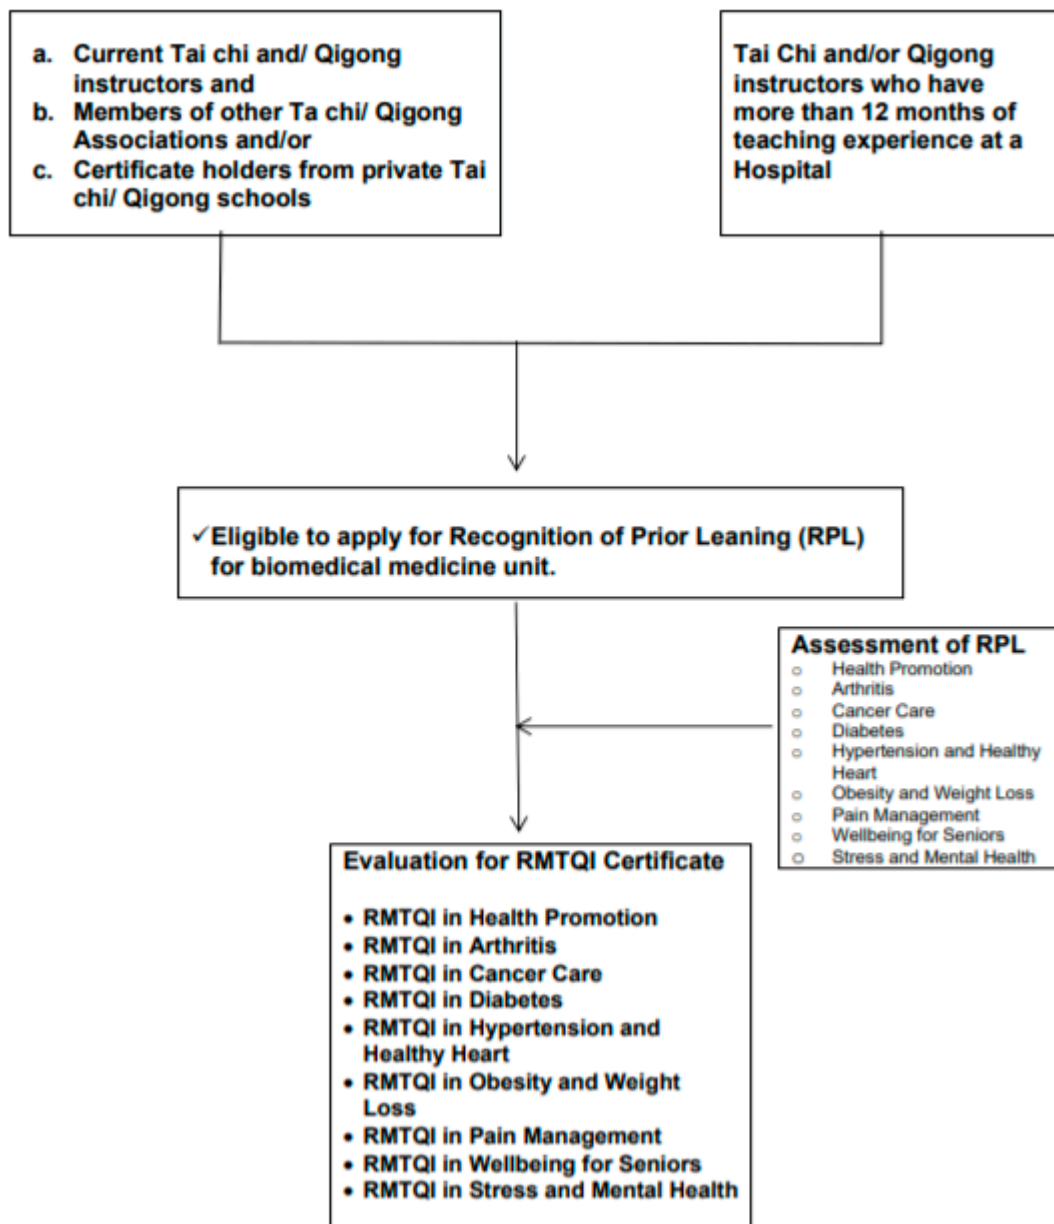 a. Current Tai chi and/ Qigong
instructors and
b. Members of other Ta chi/ Qigong
Associations and/or
c. Certificate holders from private Tai
chi/ Qigong schools
Tai Chi and/or Qigong
instructors who have
more than 12 months of
teaching experience at a
Hospital
✓Eligible to apply for Recognition of Prior Leaning (RPL)
for biomedical medicine unit.
Assessment of RPL
o Health Promotion
o Arthritis
o Cancer Care
o Diabetes
o Hypertension and Healthy
Heart
o Obesity and Weight Loss
o Pain Management
o Wellbeing for Seniors
o Stress and Mental Health
Evaluation for RMTQI Certificate
• RMTQI in Health Promotion
• RMTQI in Arthritis
• RMTQI in Cancer Care
• RMTQI in Diabetes
• RMTQI in Hypertension and
Healthy Heart
• RMTQI in Obesity and Weight
Loss
• RMTQI in Pain Management
• RMTQI in Wellbeing for Seniors
• RMTQI in Stress and Mental Health